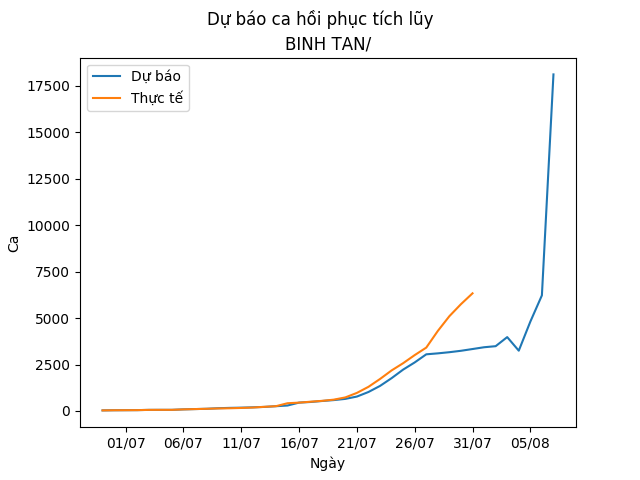 Dự báo ca hồi phục tích lũy
BINH TAN/
Dự báo
Thực tế
17500
15000
12500
10000
7500
5000
2500
0
Ca
01/07 06/07 11/07 16/07 21/07 26/07 31/07 05/08
Ngày